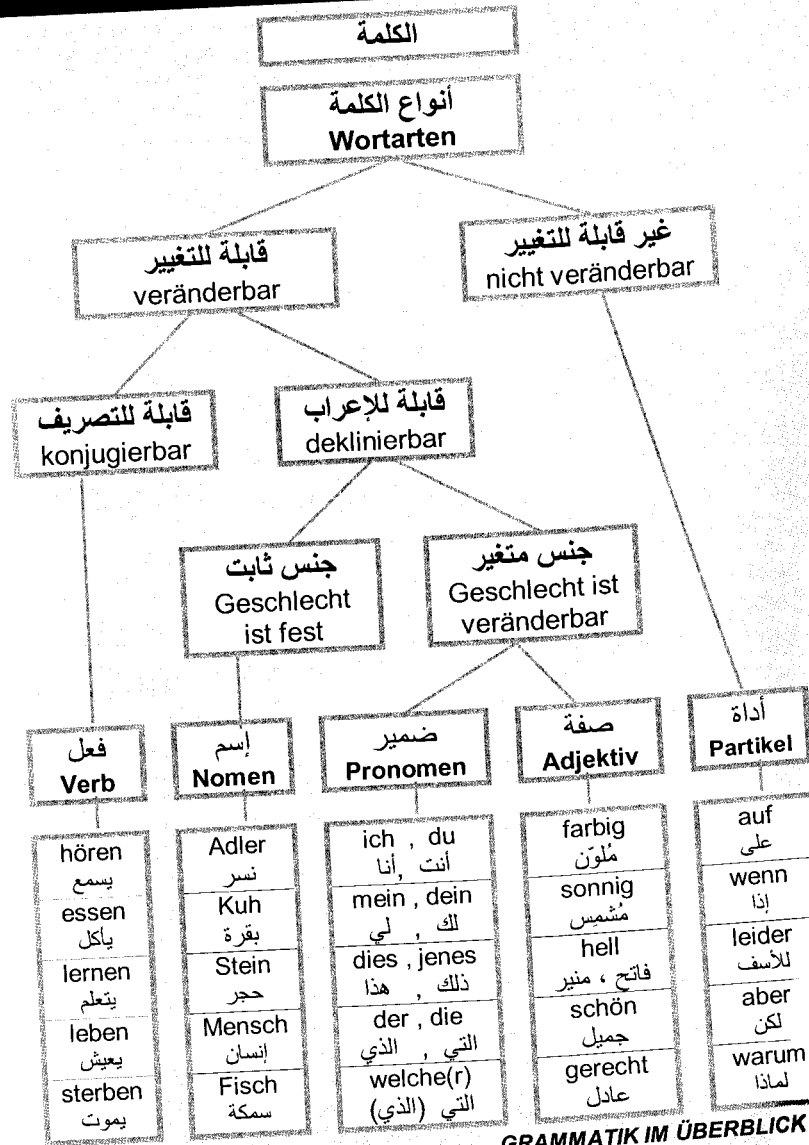 الكلمة
أنواع الكلمة
Wortarten
قابلة للتغيير
veränderbar
غير قابلة للتغيير
nicht veränderbar
قابلة للتصريف
konjugierbar
قابلة للإعراب
deklinierbar
جنس ثابت
Geschlecht
ist fest
جنس متغير
Geschlecht ist
veränderbar
فعل
Verb
إسم
Nomen
ضمير
Pronomen
صفة
Adjektiv
أداة
Partikel
hören
يسمع
essen
يأكل
lernen
يتعلم
leben
يعيش
sterben
يموت
Adler
نسر
Kuh
بقرة
Stein
حجر
Mensch
إنسان
Fisch
سمكة
ich , du
أنت , أنا
mein , dein
لك , لي
dies , jenes
ذلك , هذا
der , die
التي , الذي
welche(r)
التي (الذي)
farbig
مُلوّن
sonnig
مُشمِس
hell
فاتح ، منير
schön
جميل
gerecht
عادل
auf
على
wenn
إذا
leider
للأسف
aber
لكن
warum
لماذا
GRAMMATIK IM ÜBERBLICK